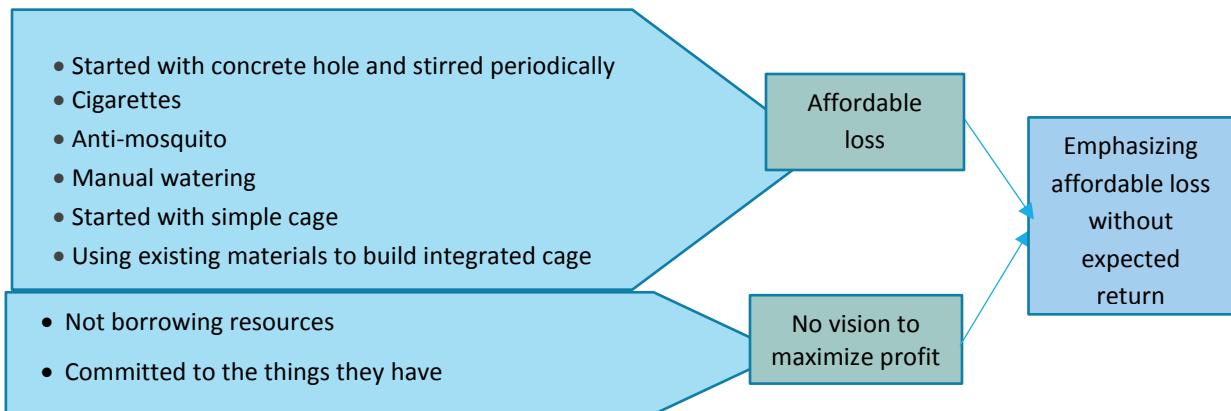 • Started with concrete hole and stirred periodically
• Cigarettes
• Anti-mosquito
• Manual watering
• Started with simple cage
• Using existing materials to build integrated cage
Affordable
loss
• Not borrowing resources
• Committed to the things they have
No vision to
maximize profit
Emphasizing
affordable loss
without
expected
return